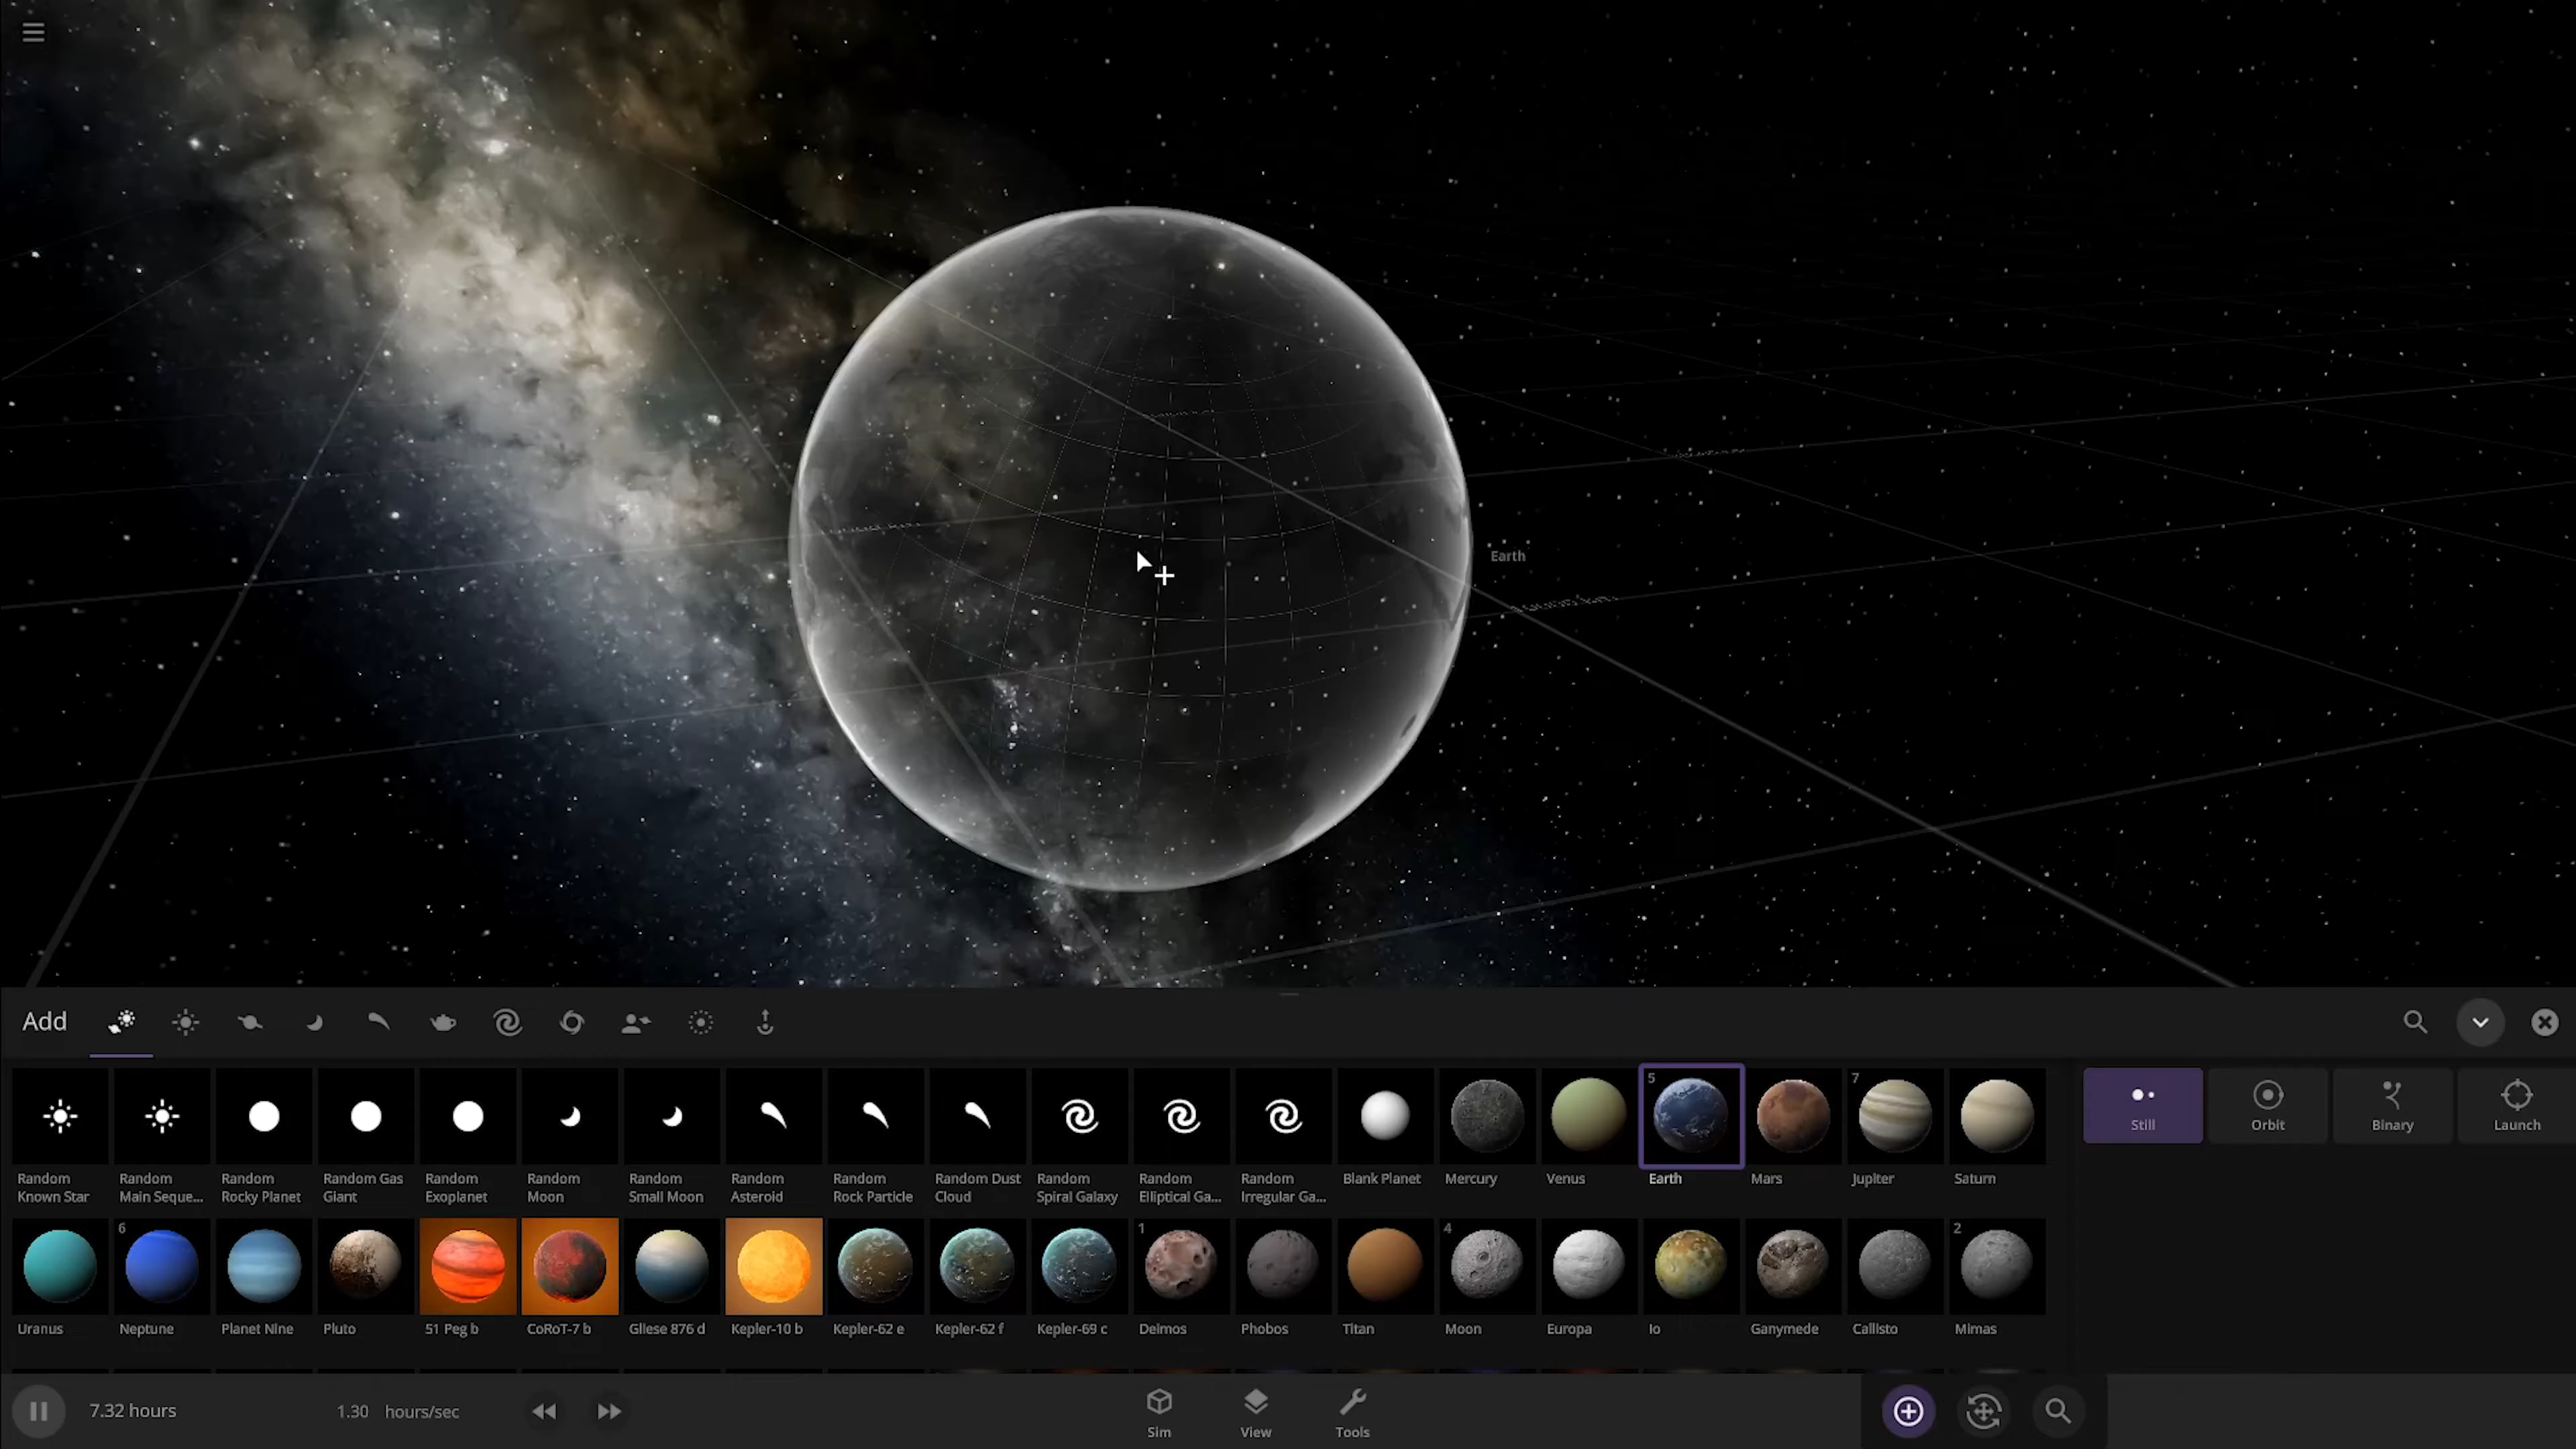 Earth
Add
5
7
Random Known Star
Random Main Seque...
Random Rocky Planet
Random Gas Giant
Random Exoplanet
Random Moon
Random Small Moon
Random Asteroid
Random Rock Particle
Random Dust Cloud
Random Spiral Galaxy
Random Elliptical Ga...
Random Irregular Ga...
Blank Planet
Mercury
Venus
Earth
Mars
Jupiter
Saturn
Still
Orbit
Binary
Launch
6
1
4
2
Uranus
Neptune
Planet Nine
Pluto
51 Peg b
CoRoT-7 b
Gliese 876 d
Kepler-10 b
Kepler-62 e
Kepler-62 f
Kepler-69 c
Deimos
Phobos
Titan
Moon
Europa
Io
Ganymede
Callisto
Mimas
7.32 hours
1.30 hours/sec
Sim
View
Tools